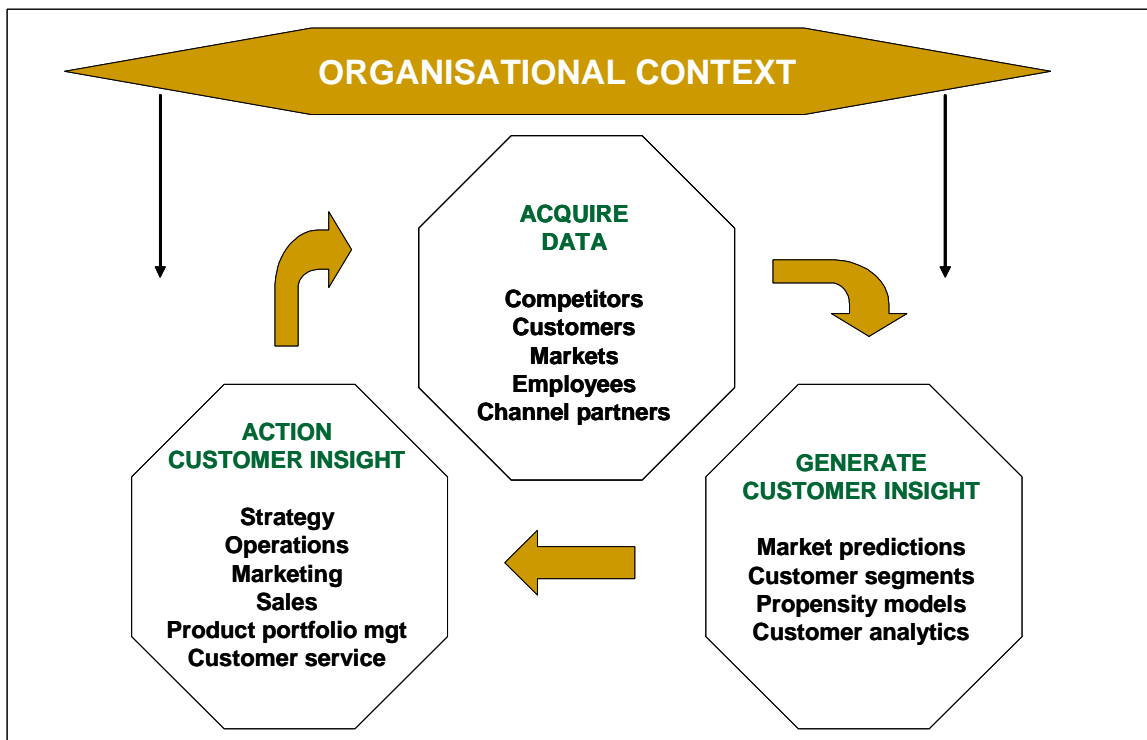 ORGANISATIONAL CONTEXT
ACQUIRE
DATA
Competitors
Customers
Markets
Employees
Channel partners
ACTION
CUSTOMER INSIGHT
Strategy
Operations
Marketing
Sales
Product portfolio mgt
Customer service
GENERATE
CUSTOMER INSIGHT
Market predictions
Customer segments
Propensity models
Customer analytics